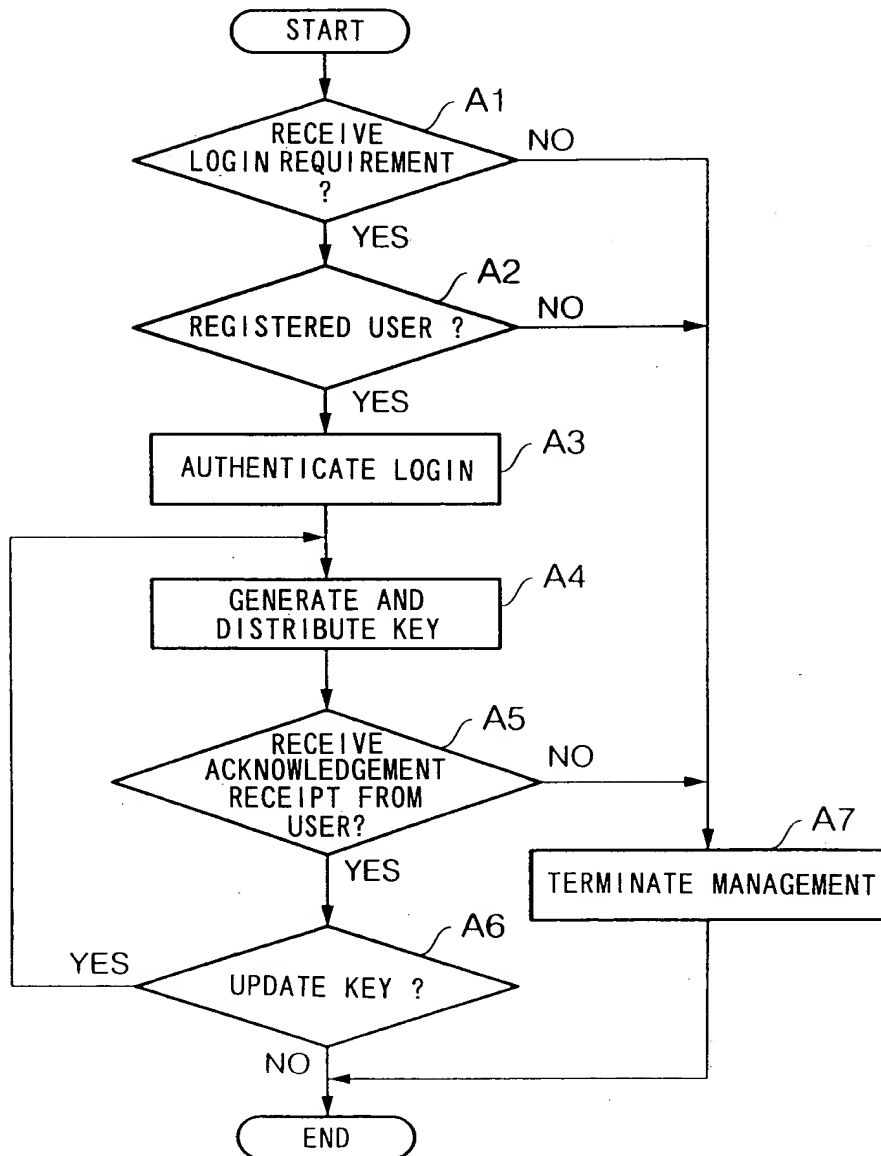 START
A1
RECEIVE
LOGIN REQUIREMENT
?
NO
YES
A2
REGISTERED USER ?
NO
YES
A3
AUTHENTICATE LOGIN
A4
GENERATE AND
DISTRIBUTE KEY
A5
RECEIVE
ACKNOWLEDGEMENT
RECEIPT FROM
USER?
NO
YES
A7
TERMINATE MANAGEMENT
A6
UPDATE KEY ?
YES
NO
END